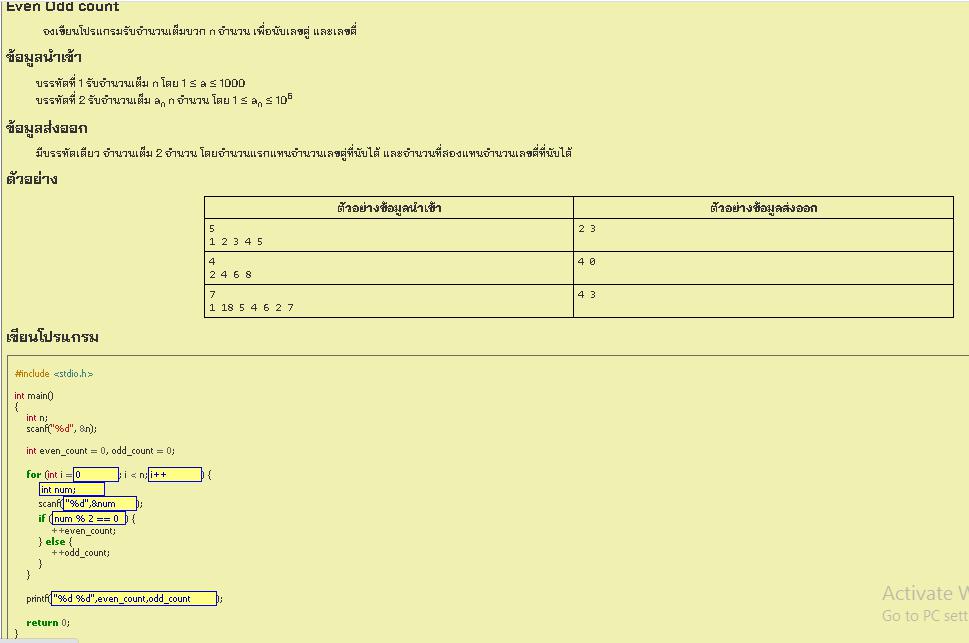 Even Odd count
จงเขียนโปรแกรมรับจำนวนเต็มบวก n จำนวน เพื่อนับเลขคู่ และเลขคี่
ข้อมูลนำเข้า
บรรทัดที่ 1 รับจำนวนเต็ม n โดย 1 ≤ a ≤ 1000
บรรทัดที่ 2 รับจำนวนเต็ม aₙ n จำนวน โดย 1 ≤ aₙ ≤ 10⁶
ข้อมูลส่งออก
มีบรรทัดเดียว จำนวนเต็ม 2 จำนวน โดยจำนวนแรกแทนจำนวนเลขคู่ที่นับได้ และจำนวนที่สองแทนจำนวนเลขคี่ที่นับได้
ตัวอย่าง
ตัวอย่างข้อมูลนำเข้า ตัวอย่างข้อมูลส่งออก
5 2 3
1 2 3 4 5
4 4 0
2 4 6 8
7 4 3
1 18 5 4 6 2 7
เขียนโปรแกรม
#include <stdio.h>
int main()
{
int n;
scanf("%d", &n);
int even_count = 0, odd_count = 0;
for (int i = 0 ; i < n; i++ ) {
int num;
scanf( "%d",&num );
if ( num % 2 == 0 ) {
++even_count;
} else {
++odd_count;
}
}
printf( "%d %d",even_count,odd_count );
return 0;
}
Activate W
Go to PC sett